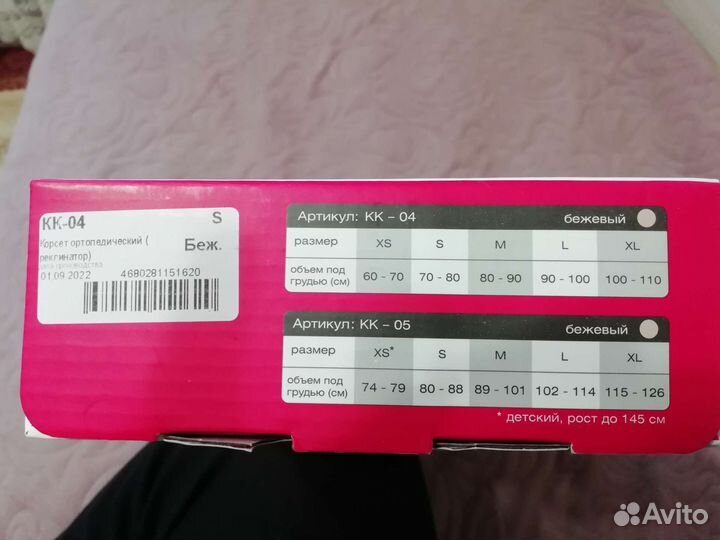 КК-04 S
Корсет ортопедический (
реклинатор) Беж.
дата производства
01.09.2022 4680281151620
Артикул: КК – 04 бежевый
размер XS S M L XL
объем под
грудью (см) 60 - 70 70 - 80 80 - 90 90 - 100 100 - 110
Артикул: КК – 05 бежевый
размер XS* S M L XL
объем под
грудью (см) 74 - 79 80 - 88 89 - 101 102 - 114 115 - 126
* детский, рост до 145 см
Avito